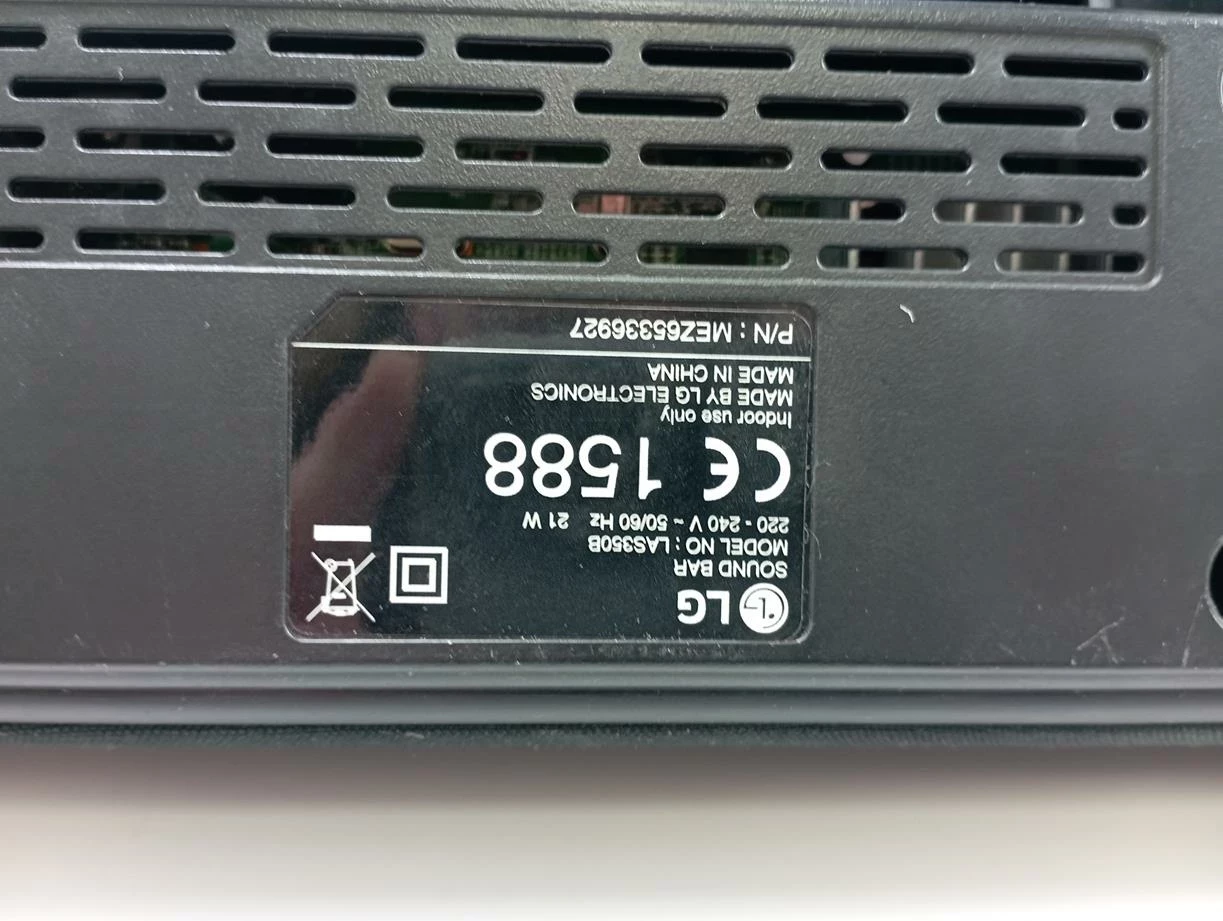 LG
SOUND BAR
MODEL NO : LAS350B
220 - 240 V ~ 50/60 Hz 21 W
CE 1588
Indoor use only
MADE BY LG ELECTRONICS
MADE IN CHINA
P/N : MEZ65336927